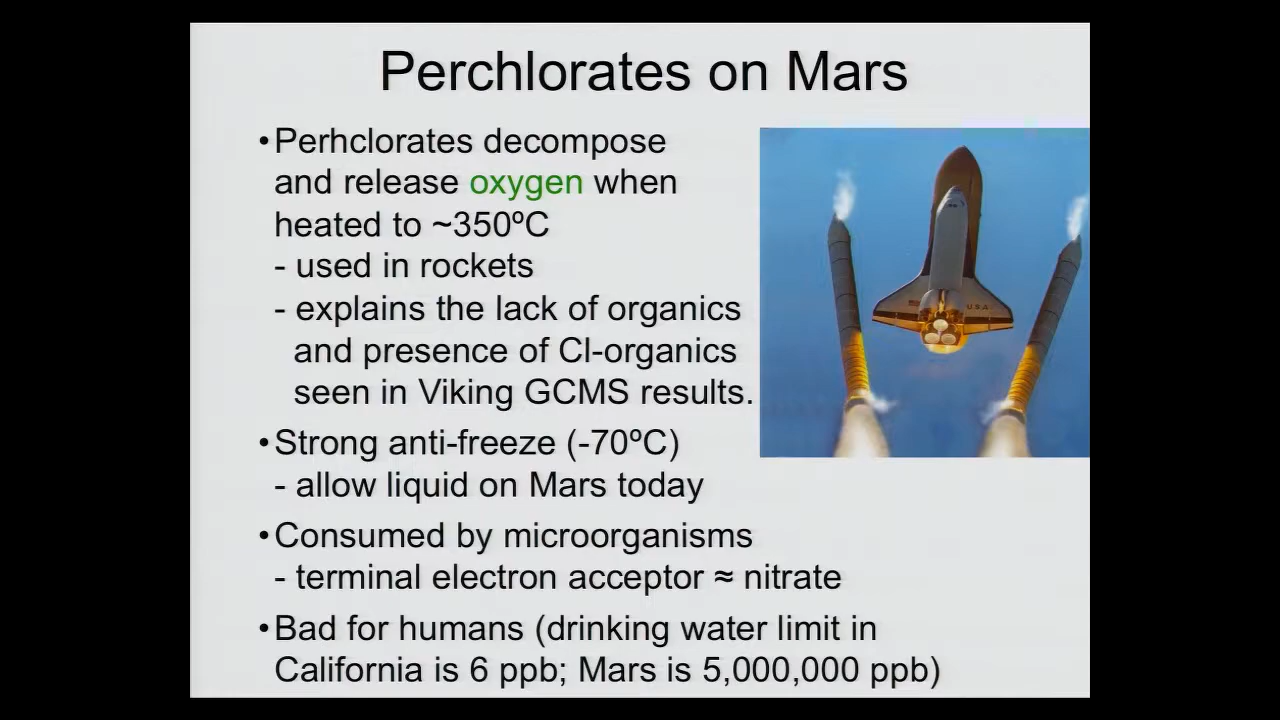 Perchlorates on Mars
•Perhclorates decompose
and release oxygen when
heated to ~350ºC
- used in rockets
- explains the lack of organics
and presence of Cl-organics
seen in Viking GCMS results.
•Strong anti-freeze (-70ºC)
- allow liquid on Mars today
•Consumed by microorganisms
- terminal electron acceptor ≈ nitrate
•Bad for humans (drinking water limit in
California is 6 ppb; Mars is 5,000,000 ppb)
USA